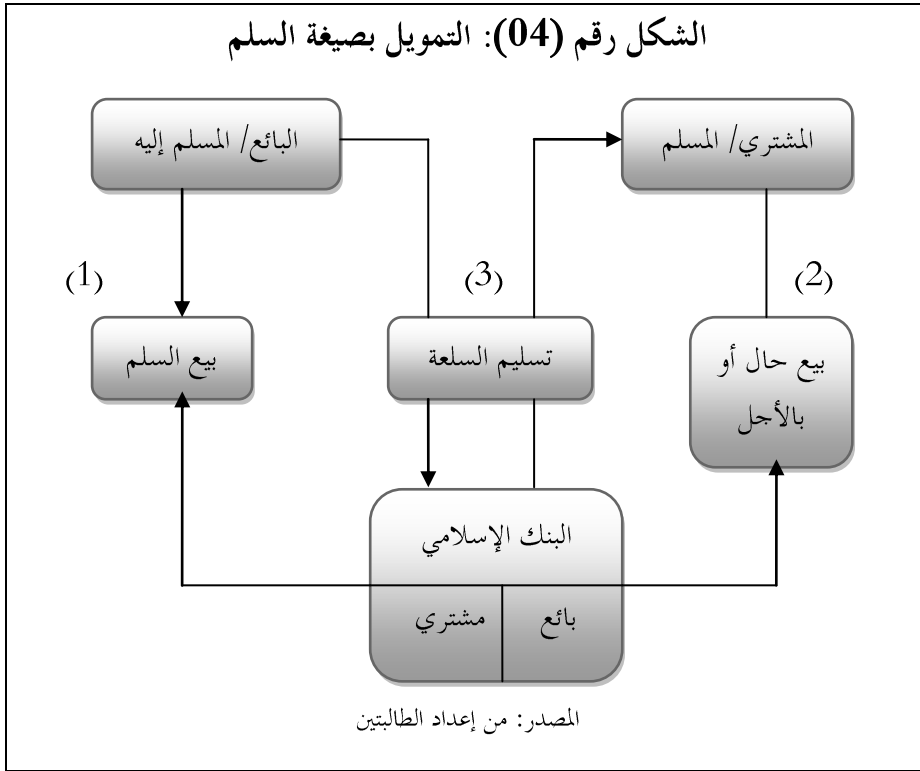 الشكل رقم (04): التمويل بصيغة السلم
المشتري/ المسلم
البائع/ المسلم إليه
(2)
(3)
(1)
بيع حال أو
بالأجل
تسليم السلعة
بيع السلم
البنك الإسلامي
بائع
مشتري
المصدر: من إعداد الطالبتين